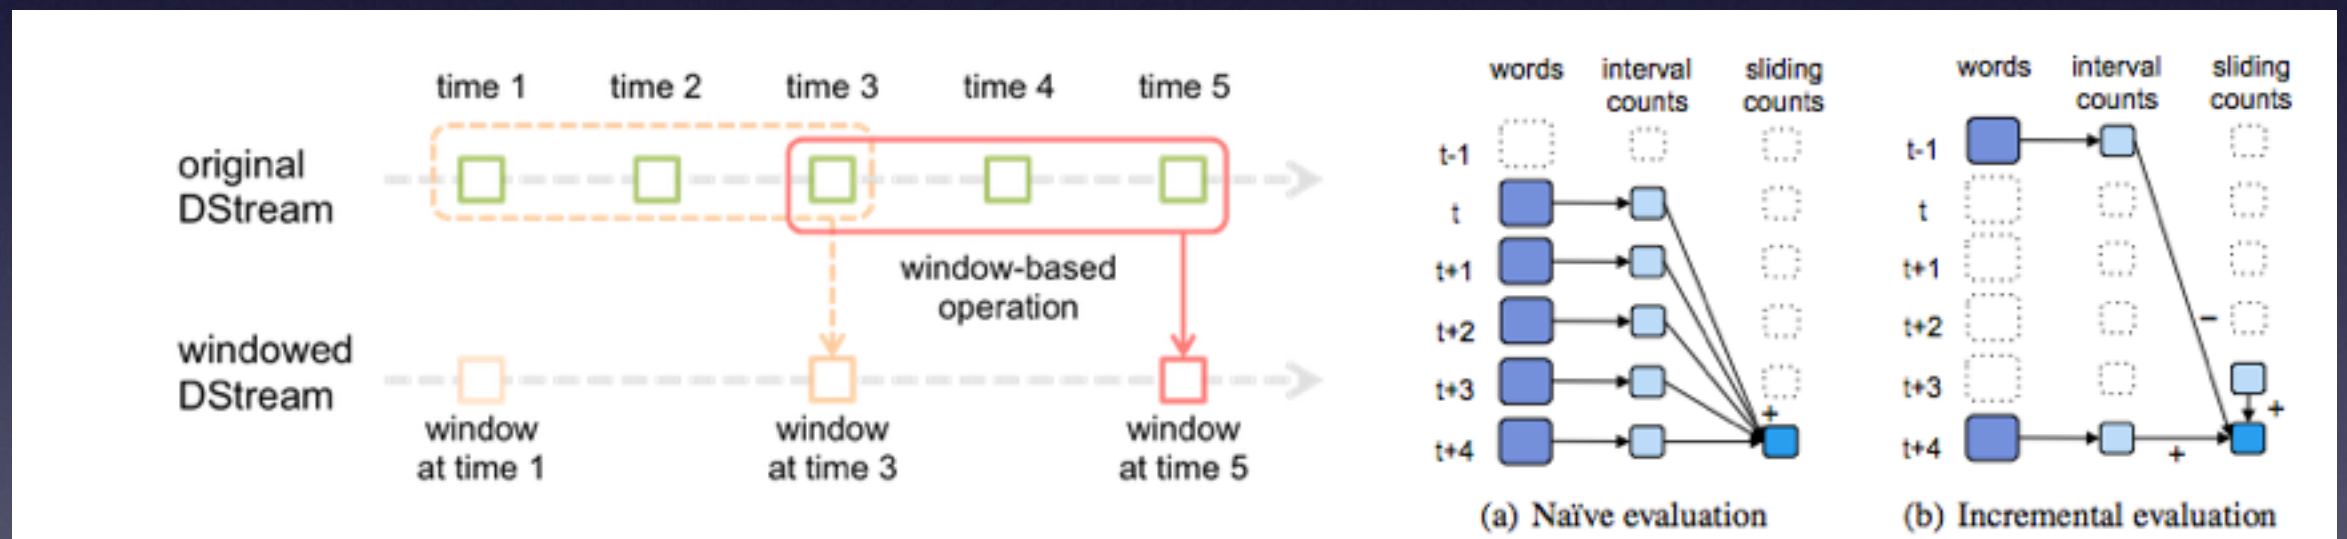 time 1 time 2 time 3 time 4 time 5
original
DStream
window-based
operation
windowed
DStream
window
at time 1
window
at time 3
window
at time 5
words interval
counts sliding
counts
t-1
t
t+1
t+2
t+3
t+4
+
(a) Naïve evaluation
words interval
counts sliding
counts
t-1
t
t+1
t+2
−
t+3
+
t+4
+
(b) Incremental evaluation